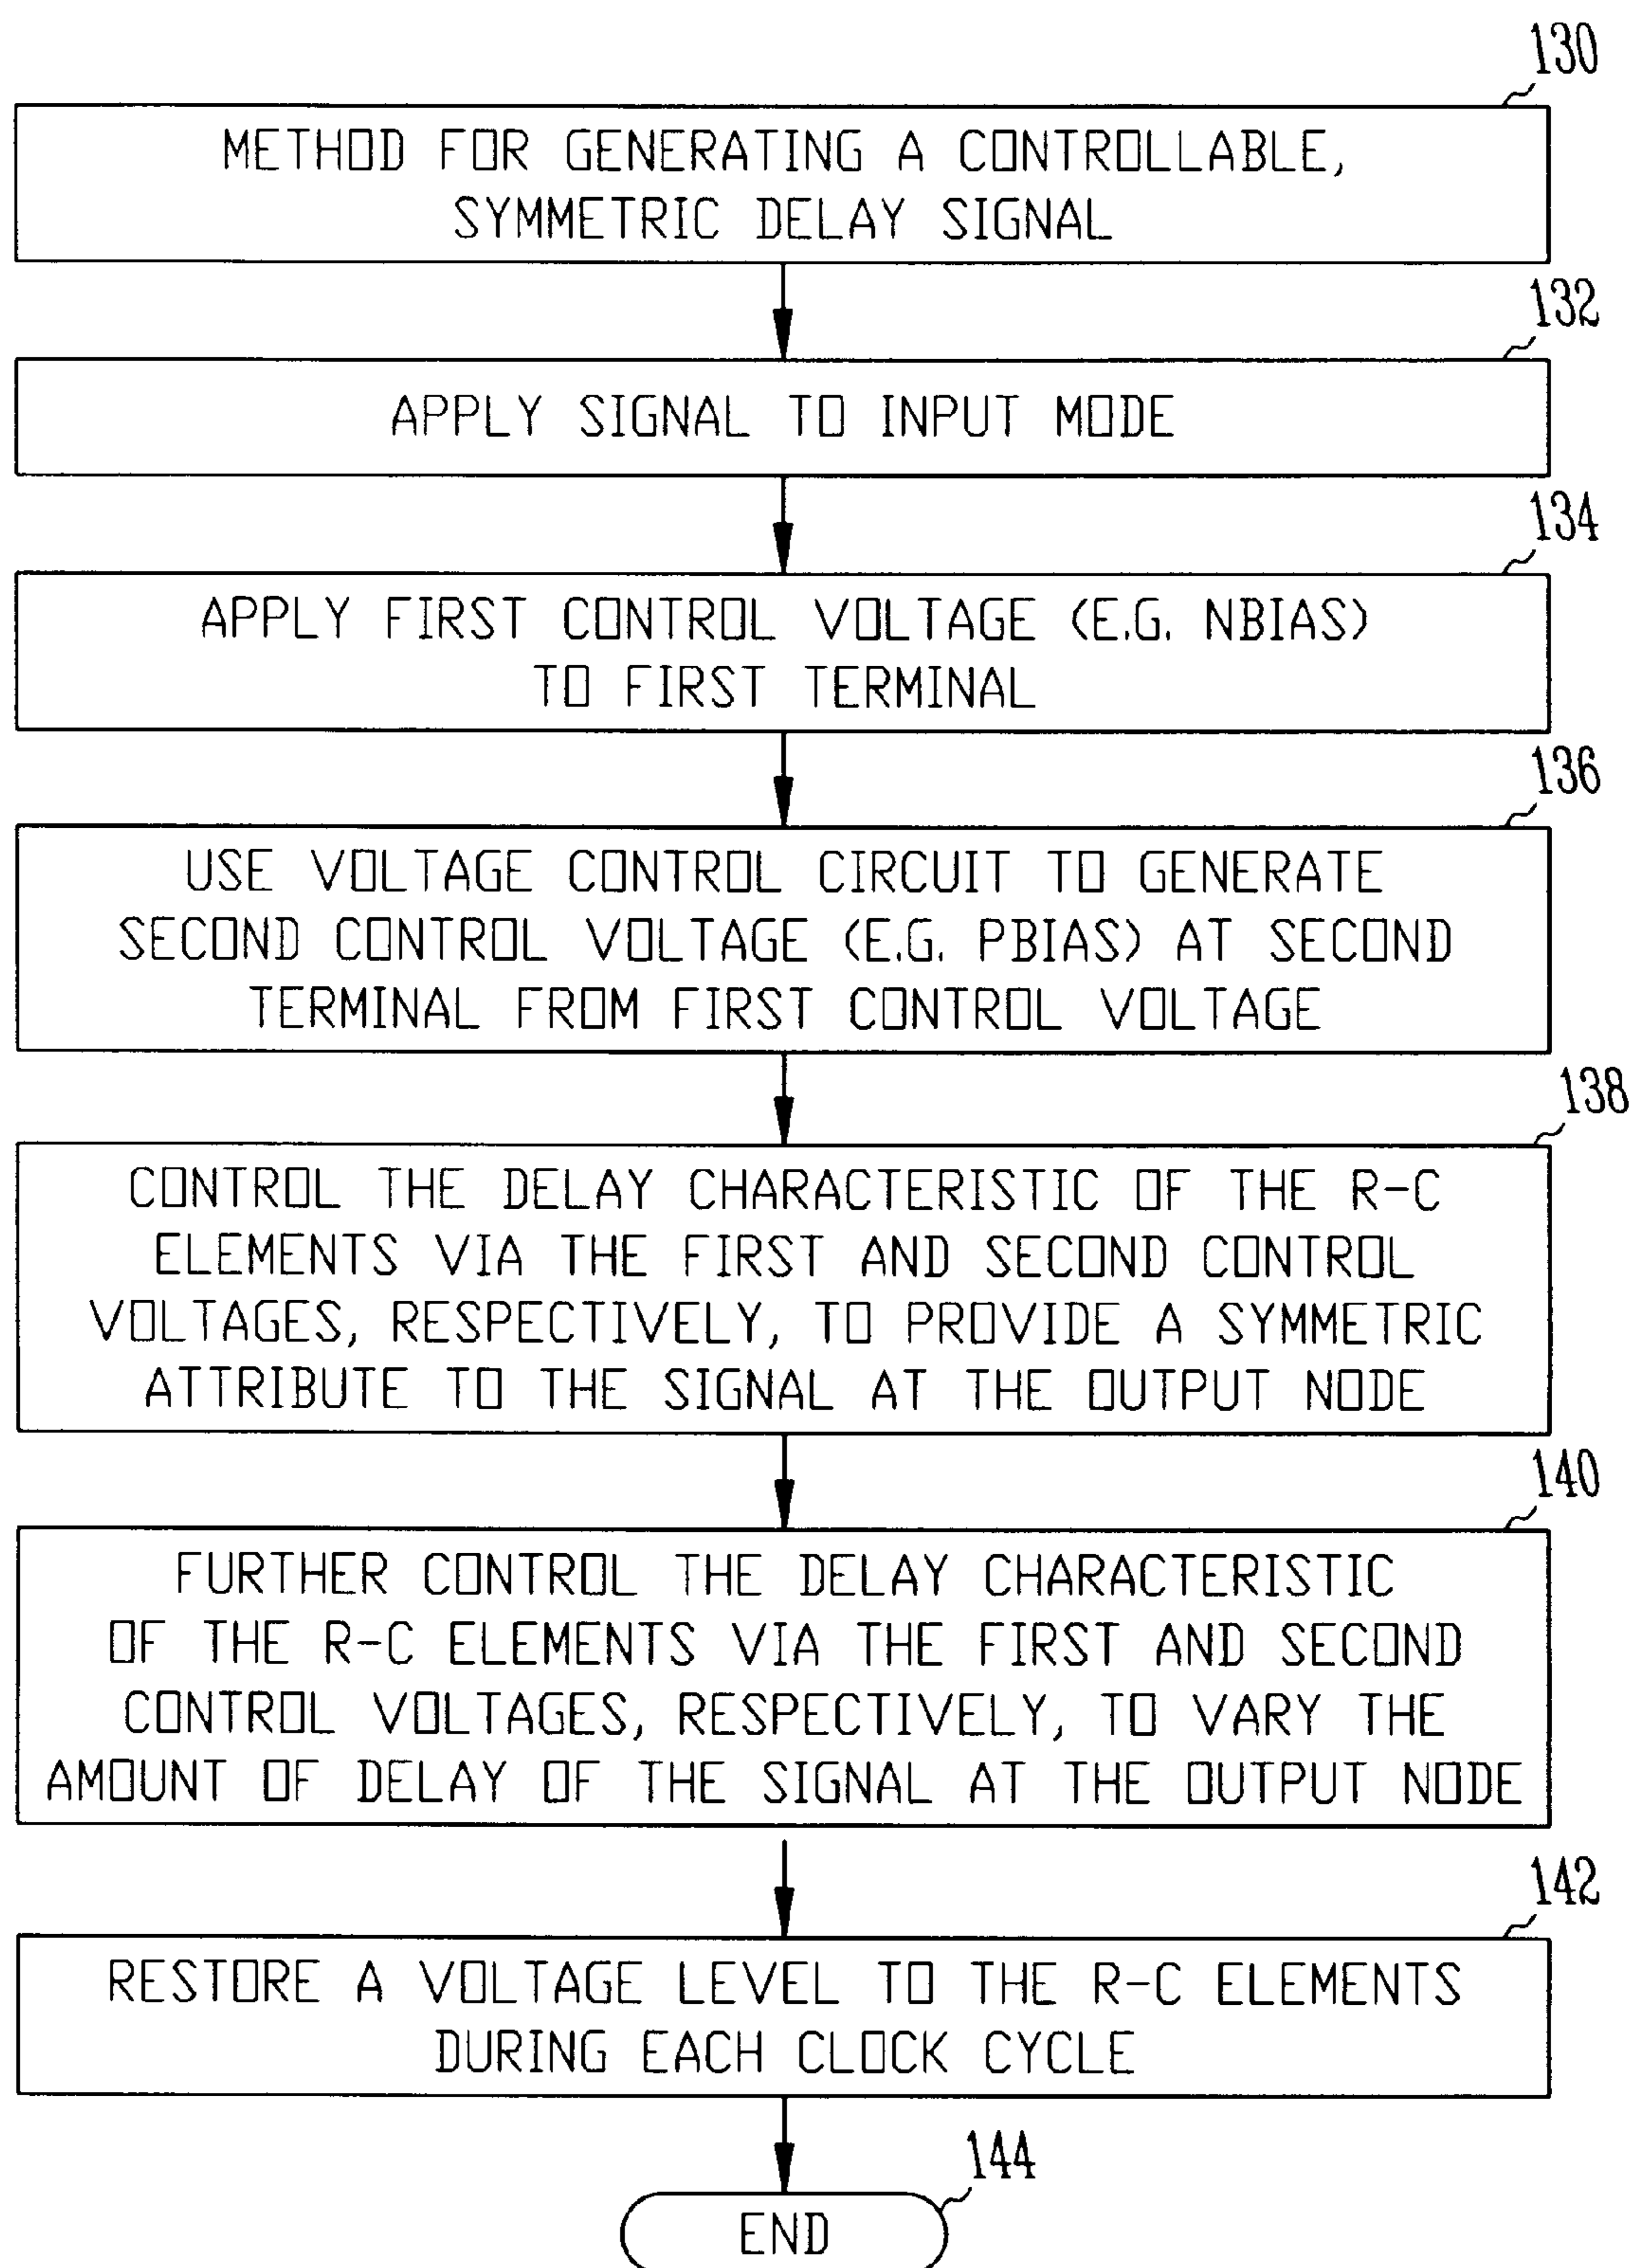 130
METHOD FOR GENERATING A CONTROLLABLE,
SYMMETRIC DELAY SIGNAL
132
APPLY SIGNAL TO INPUT MODE
134
APPLY FIRST CONTROL VOLTAGE (E.G. NBIAS)
TO FIRST TERMINAL
136
USE VOLTAGE CONTROL CIRCUIT TO GENERATE
SECOND CONTROL VOLTAGE (E.G. PBIAS) AT SECOND
TERMINAL FROM FIRST CONTROL VOLTAGE
138
CONTROL THE DELAY CHARACTERISTIC OF THE R-C
ELEMENTS VIA THE FIRST AND SECOND CONTROL
VOLTAGES, RESPECTIVELY, TO PROVIDE A SYMMETRIC
ATTRIBUTE TO THE SIGNAL AT THE OUTPUT NODE
140
FURTHER CONTROL THE DELAY CHARACTERISTIC
OF THE R-C ELEMENTS VIA THE FIRST AND SECOND
CONTROL VOLTAGES, RESPECTIVELY, TO VARY THE
AMOUNT OF DELAY OF THE SIGNAL AT THE OUTPUT NODE
142
RESTORE A VOLTAGE LEVEL TO THE R-C ELEMENTS
DURING EACH CLOCK CYCLE
144
END